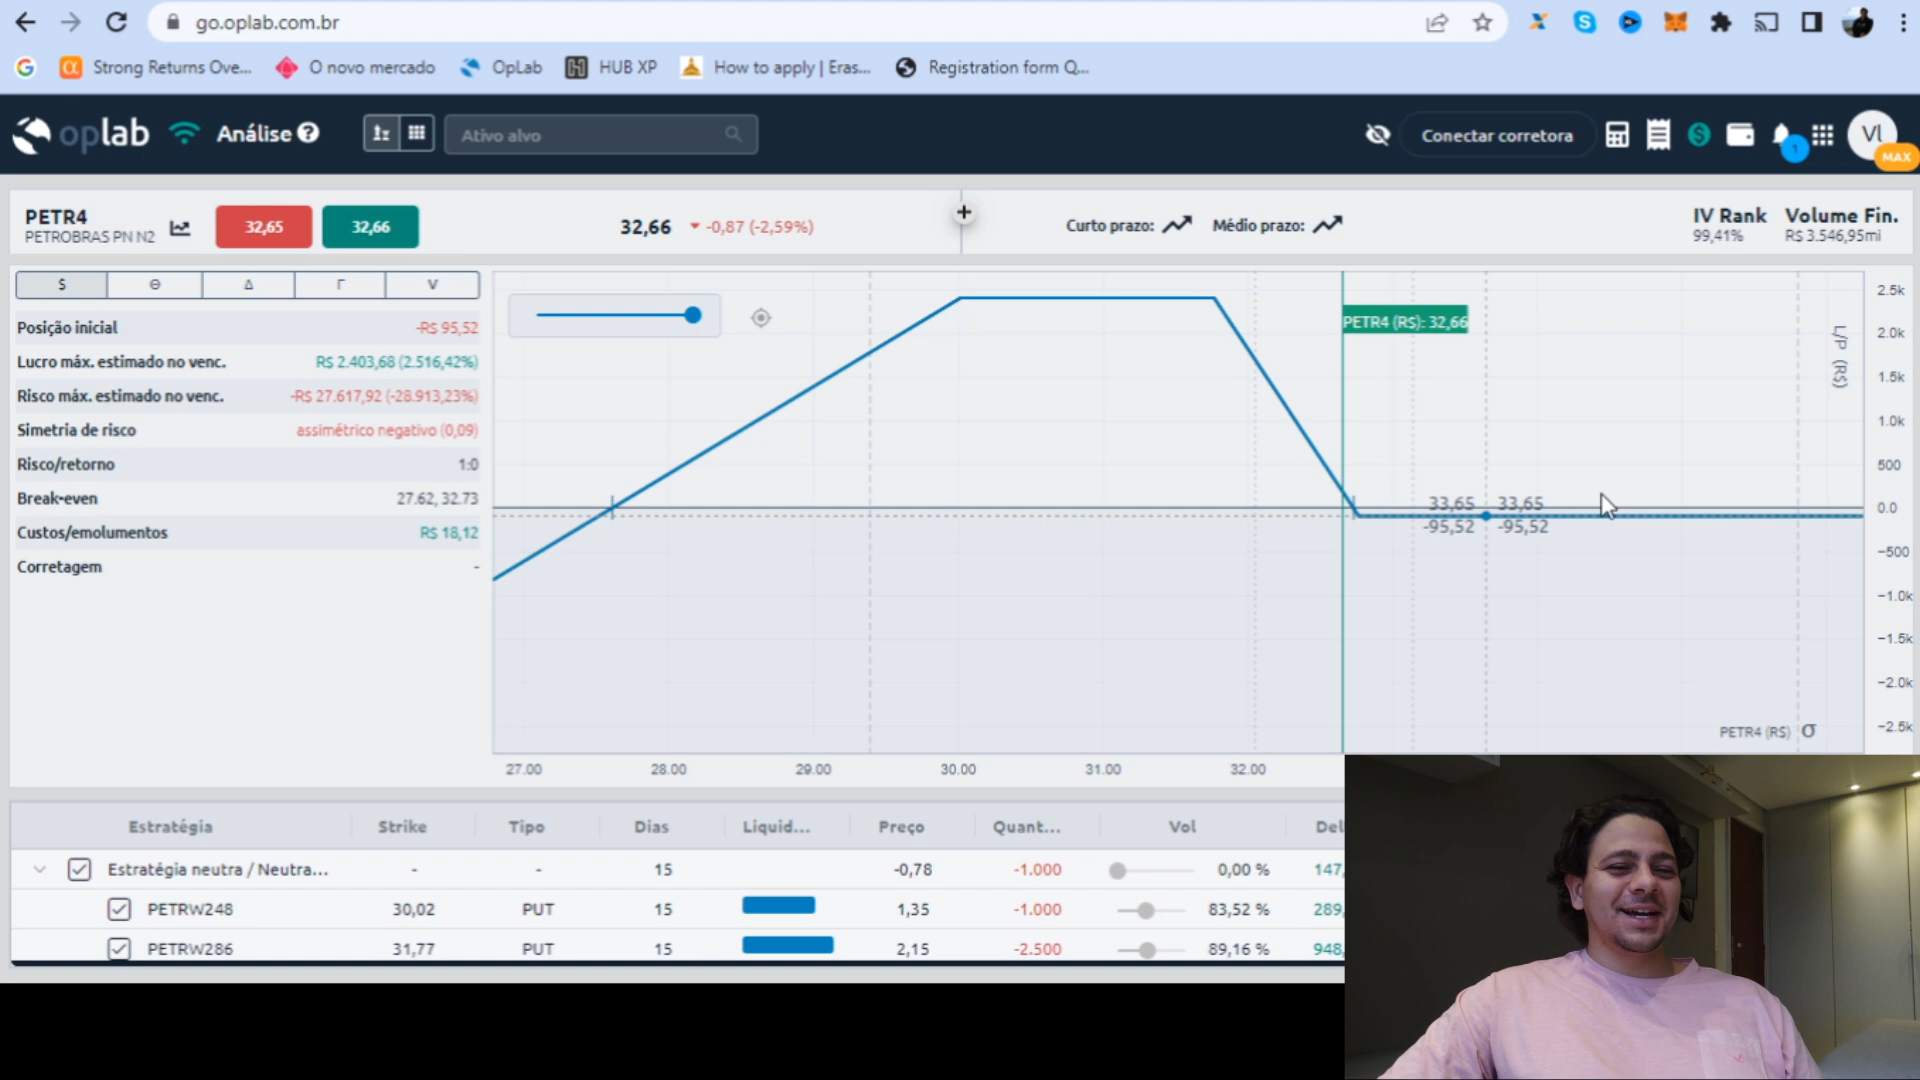 go.oplab.com.br
Strong Returns Ove...
O novo mercado
OpLab
HUB XP
How to apply | Eras...
Registration form Q...
oplab
Análise
Ativo alvo
Conectar corretora
1
Vl
MAX
PETR4
PETROBRAS PN N2
32,65
32,66
32,66
-0,87 (-2,59%)
Curto prazo:
Médio prazo:
IV Rank
99,41%
Volume Fin.
R$ 3.546,95mi
$ Θ Δ Γ V
Posição inicial -R$ 95,52
Lucro máx. estimado no venc. R$ 2.403,68 (2.516,42%)
Risco máx. estimado no venc. -R$ 27.617,92 (-28.913,23%)
Simetria de risco assimétrico negativo (0,09)
Risco/retorno 1:0
Break-even 27.62, 32.73
Custos/emolumentos R$ 18,12
Corretagem -
PETR4 (R$): 32,66
33,65 33,65
-95,52 -95,52
L/P (R$)
2.5k
2.0k
1.5k
1.0k
500
0.0
−500
−1.0k
−1.5k
−2.0k
−2.5k
PETR4 (R$) σ
27.00 28.00 29.00 30.00 31.00 32.00
Estratégia Strike Tipo Dias Liquid... Preço Quant... Vol Del
Estratégia neutra / Neutra... - - 15 -0,78 -1.000 0,00 % 147,
PETRW248 30,02 PUT 15 1,35 -1.000 83,52 % 289,
PETRW286 31,77 PUT 15 2,15 -2.500 89,16 % 948,